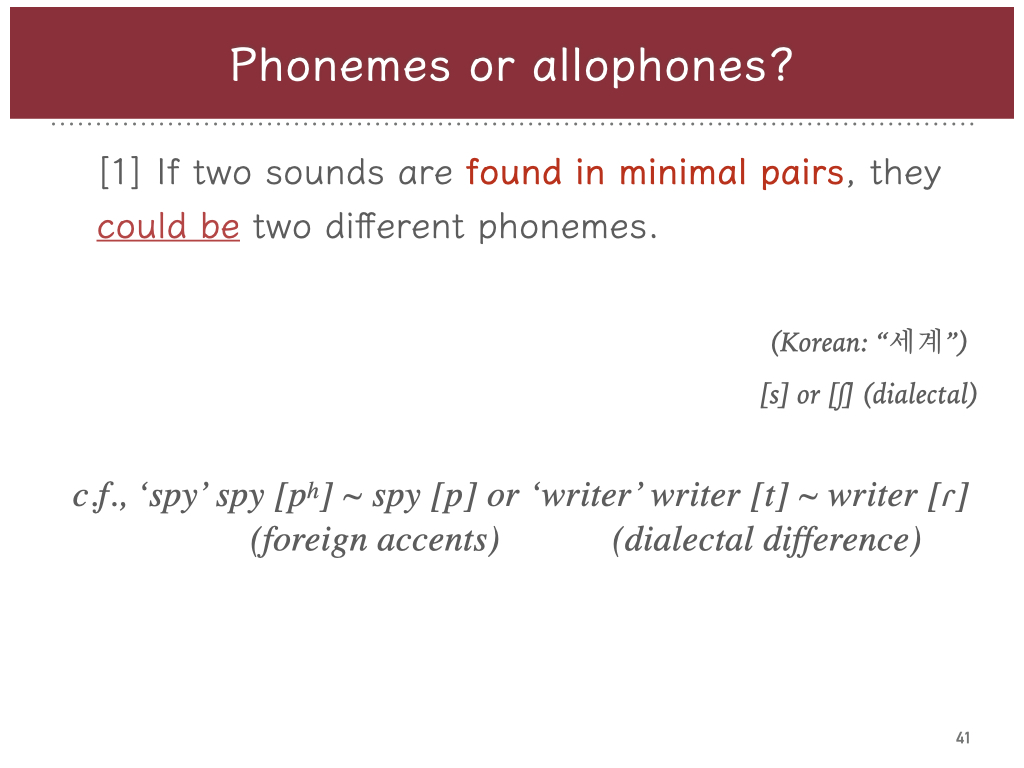 Phonemes or allophones?
[1] If two sounds are found in minimal pairs, they
could be two different phonemes.
(Korean: “세계”)
[s] or [ʃ] (dialectal)
c.f., ‘spy’ spy [pʰ] ~ spy [p] or ‘writer’ writer [t] ~ writer [ɾ]
(foreign accents) (dialectal difference)
41